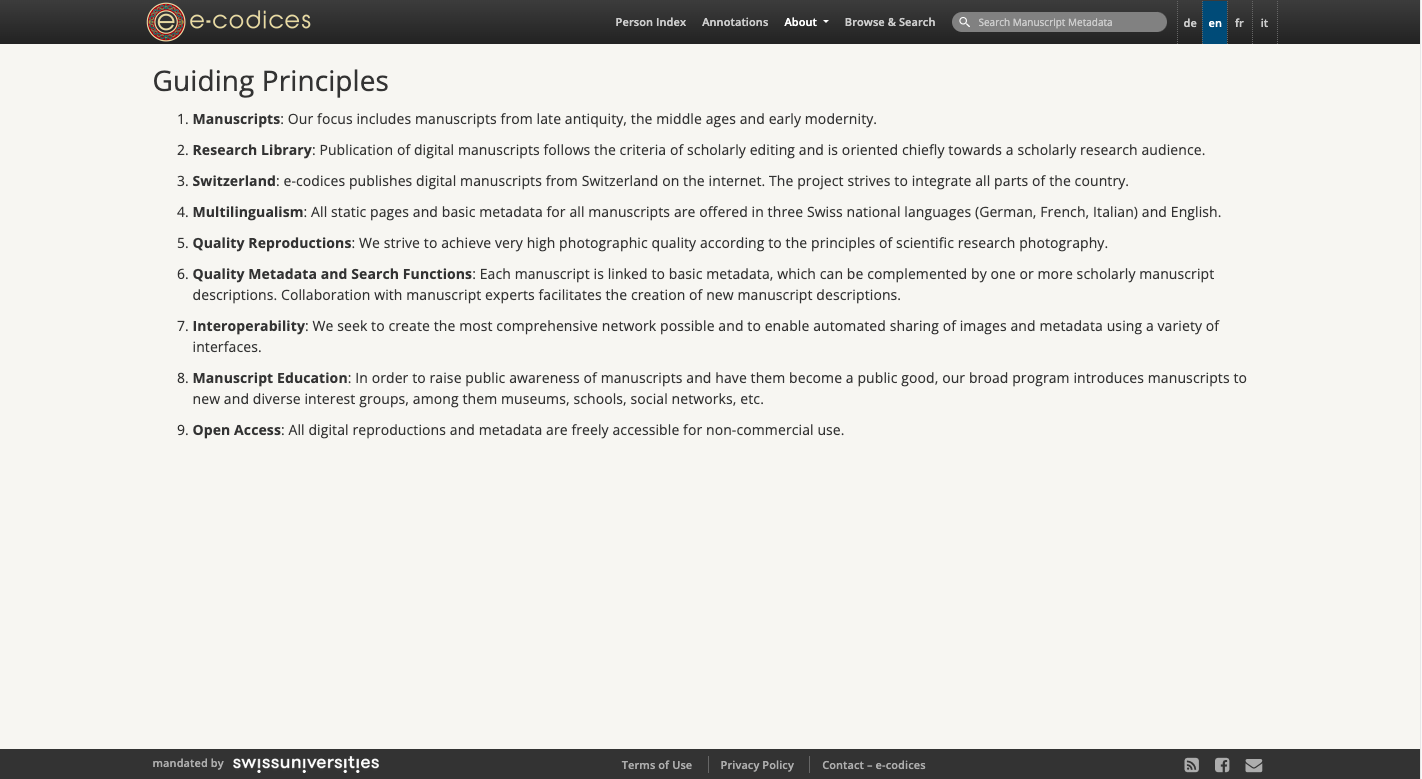 e-codices
Person Index Annotations About Browse & Search Search Manuscript Metadata de en fr it
Guiding Principles
1. Manuscripts: Our focus includes manuscripts from late antiquity, the middle ages and early modernity.
2. Research Library: Publication of digital manuscripts follows the criteria of scholarly editing and is oriented chiefly towards a scholarly research audience.
3. Switzerland: e-codices publishes digital manuscripts from Switzerland on the internet. The project strives to integrate all parts of the country.
4. Multilingualism: All static pages and basic metadata for all manuscripts are offered in three Swiss national languages (German, French, Italian) and English.
5. Quality Reproductions: We strive to achieve very high photographic quality according to the principles of scientific research photography.
6. Quality Metadata and Search Functions: Each manuscript is linked to basic metadata, which can be complemented by one or more scholarly manuscript
descriptions. Collaboration with manuscript experts facilitates the creation of new manuscript descriptions.
7. Interoperability: We seek to create the most comprehensive network possible and to enable automated sharing of images and metadata using a variety of
interfaces.
8. Manuscript Education: In order to raise public awareness of manuscripts and have them become a public good, our broad program introduces manuscripts to
new and diverse interest groups, among them museums, schools, social networks, etc.
9. Open Access: All digital reproductions and metadata are freely accessible for non-commercial use.
mandated by swissuniversities Terms of Use Privacy Policy Contact – e-codices